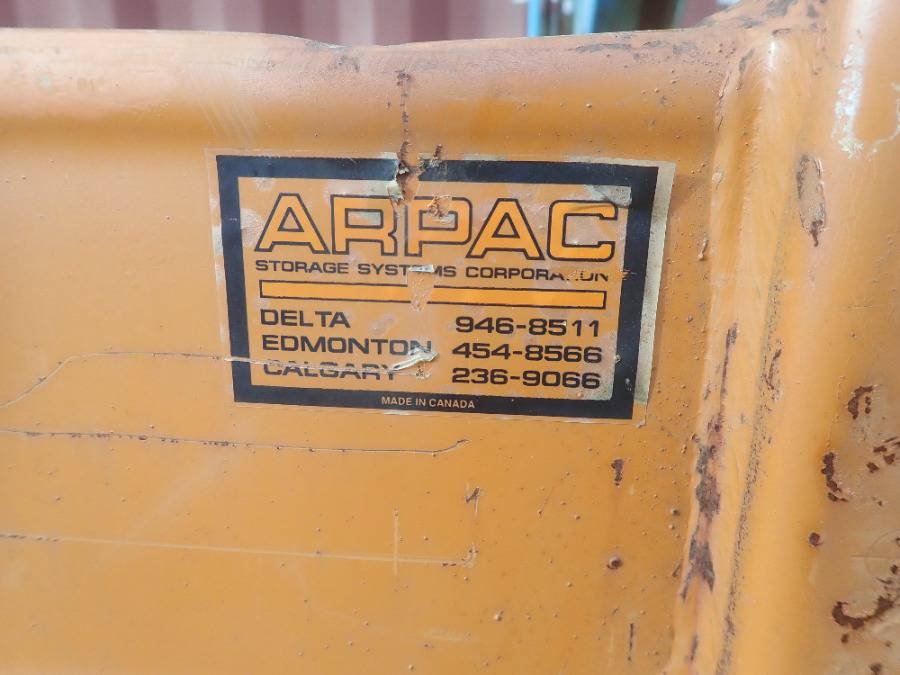 ARPAC
STORAGE SYSTEMS CORPORATION
DELTA 946-8511
EDMONTON 454-8566
CALGARY 236-9066
MADE IN CANADA